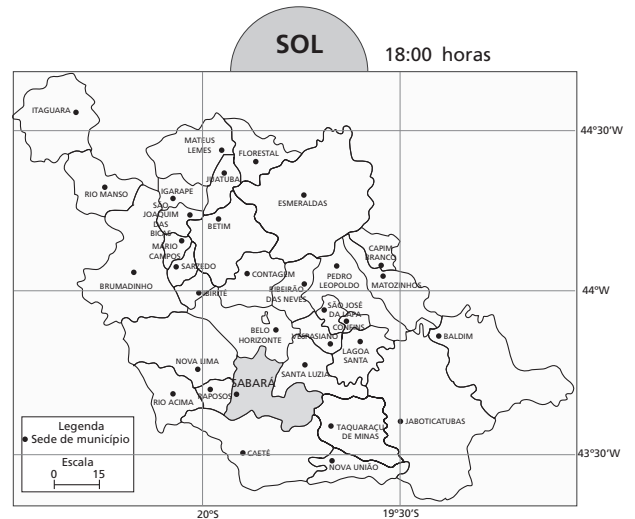 SOL
18:00 horas
ITAGUARA
44°30'W
MATEUS
LEMES
FLORESTAL
JUATUBA
RIO MANSO
IGARAPE
ESMERALDAS
SÃO
JOAQUIM
DAS
BICAS
BETIM
MÁRIO
CAMPOS
CAPIM
BRANCO
SARZEDO
CONTAGEM
PEDRO
LEOPOLDO
MATOZINHOS
BRUMADINHO
RIBEIRÃO
DAS NEVES
IBIRITÉ
44°W
SÃO JOSÉ
DA LAPA
CONFINS
BELO
HORIZONTE
VESPASIANO
BALDIM
LAGOA
SANTA
NOVA LIMA
SANTA LUZIA
SABARÁ
RIO ACIMA
RAPOSOS
JABOTICATUBAS
TAQUARAÇU
DE MINAS
Legenda
Sede de município
Escala
0 15
CAETÉ
43°30'W
NOVA UNIÃO
20°S
19°30'S